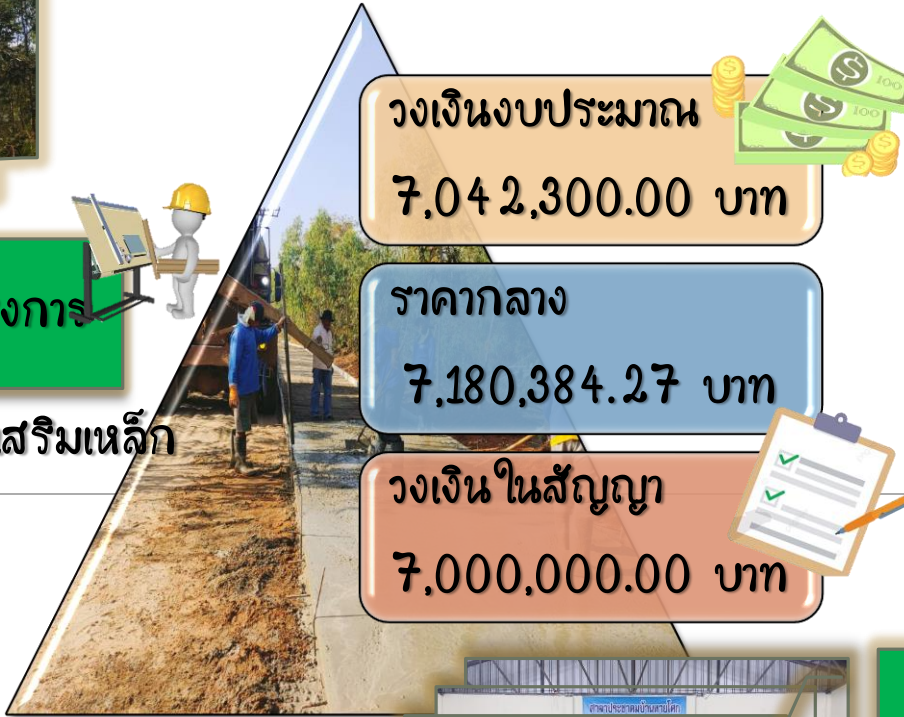 วงเงินงบประมาณ
7,042,300.00 บาท
ราคากลาง
7,180,384.27 บาท
วงเงินในสัญญา
7,000,000.00 บาท
งการ
สริมเหล็ก
100
100